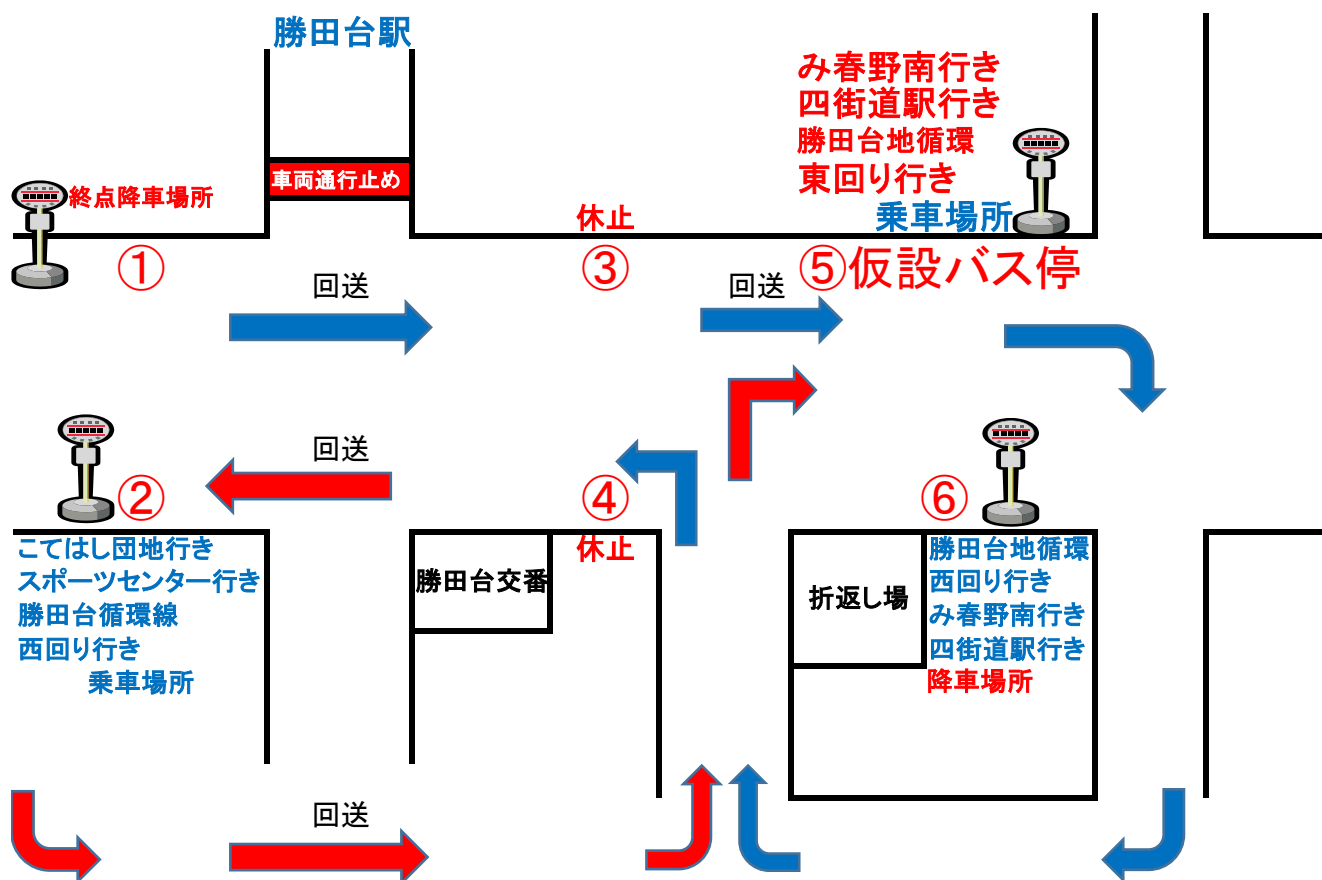 勝田台駅
み春野南行き
四街道駅行き
勝田台地循環
東回り行き
乗車場所
車両通行止め
終点降車場所
休止
①
③
⑤仮設バス停
回送
回送
回送
②
④
⑥
休止
こてはし団地行き
スポーツセンター行き
勝田台循環線
西回り行き
乗車場所
勝田台交番
折返し場
勝田台地循環
西回り行き
み春野南行き
四街道駅行き
降車場所
回送